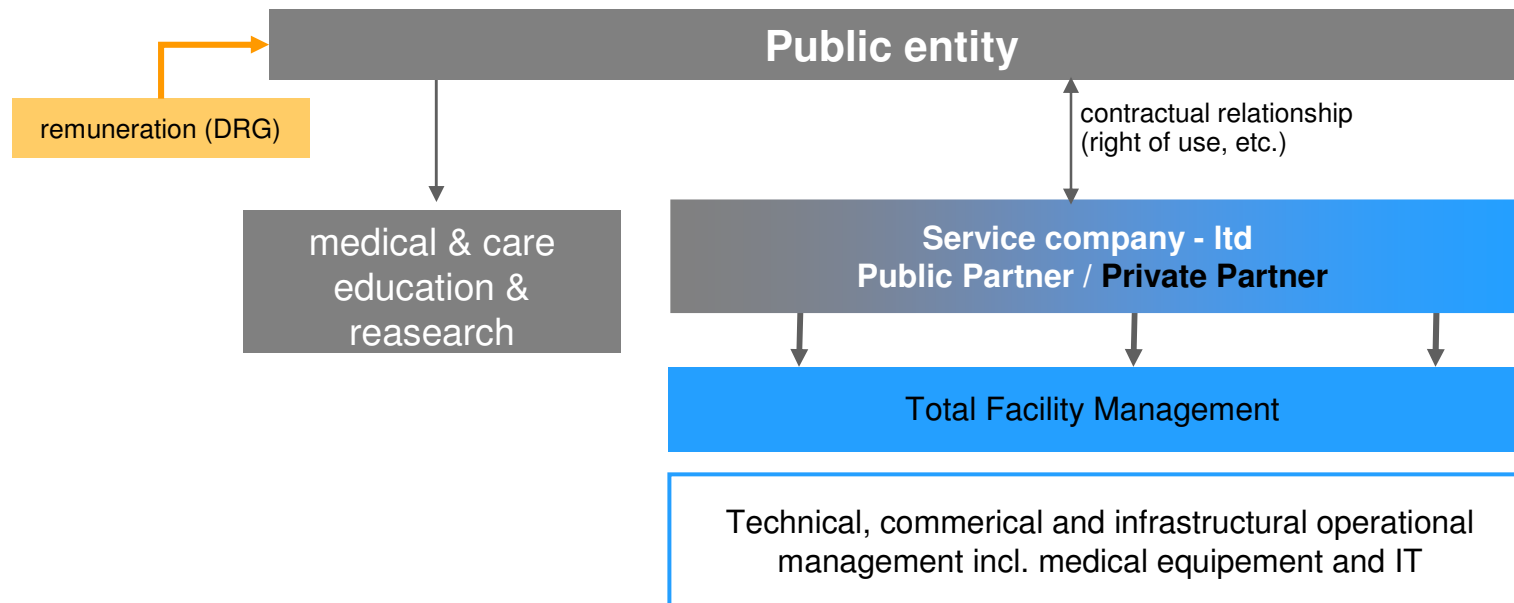 Public entity
remuneration (DRG)
contractual relationship
(right of use, etc.)
medical & care
education &
reasearch
Service company - ltd
Public Partner / Private Partner
Total Facility Management
Technical, commerical and infrastructural operational
management incl. medical equipement and IT